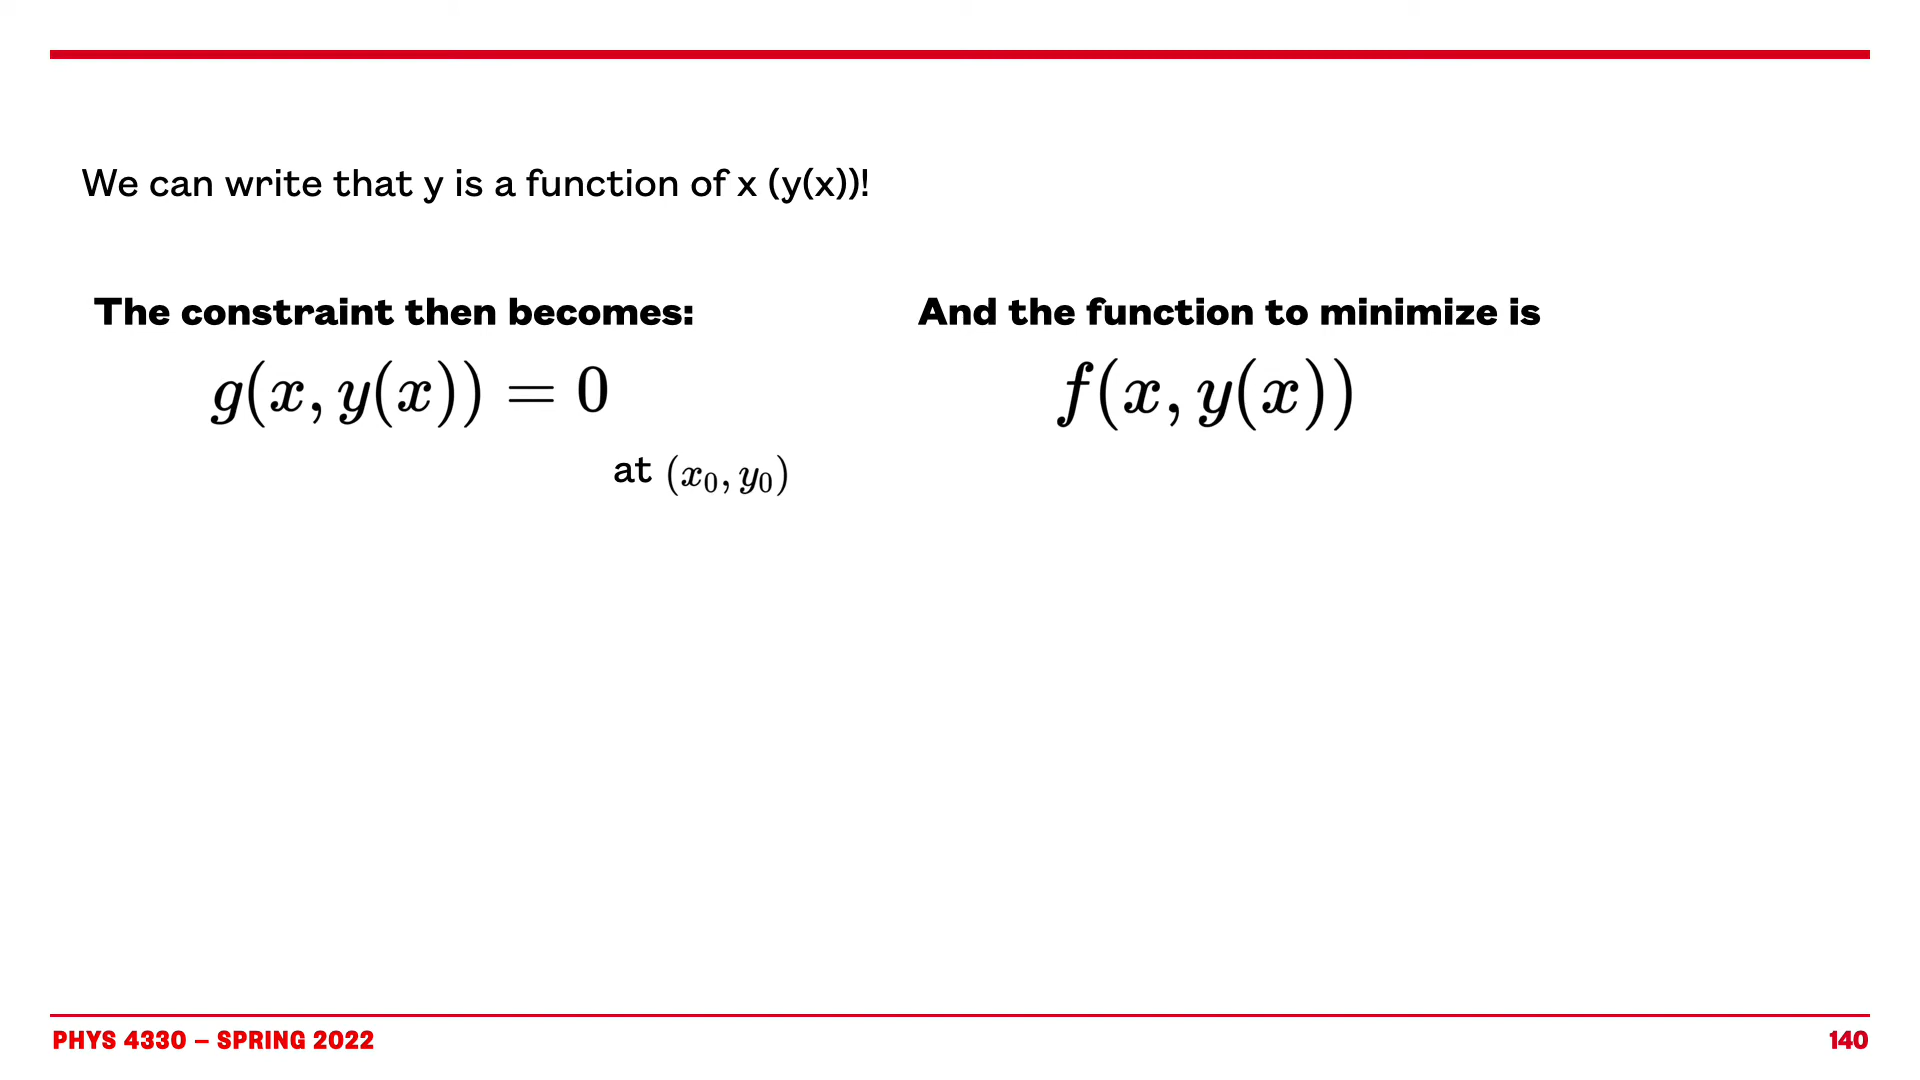 We can write that y is a function of x (y(x))!
The constraint then becomes:
g(x, y(x)) = 0
at (x₀, y₀)
And the function to minimize is
f(x, y(x))
PHYS 4330 – SPRING 2022
140